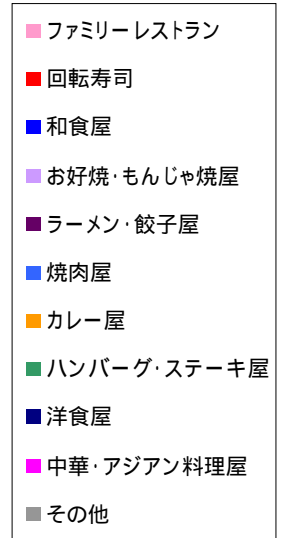 ファミリーレストラン
回転寿司
和食屋
お好焼・もんじゃ焼屋
ラーメン・餃子屋
焼肉屋
カレー屋
ハンバーグ・ステーキ屋
洋食屋
中華・アジアン料理屋
その他